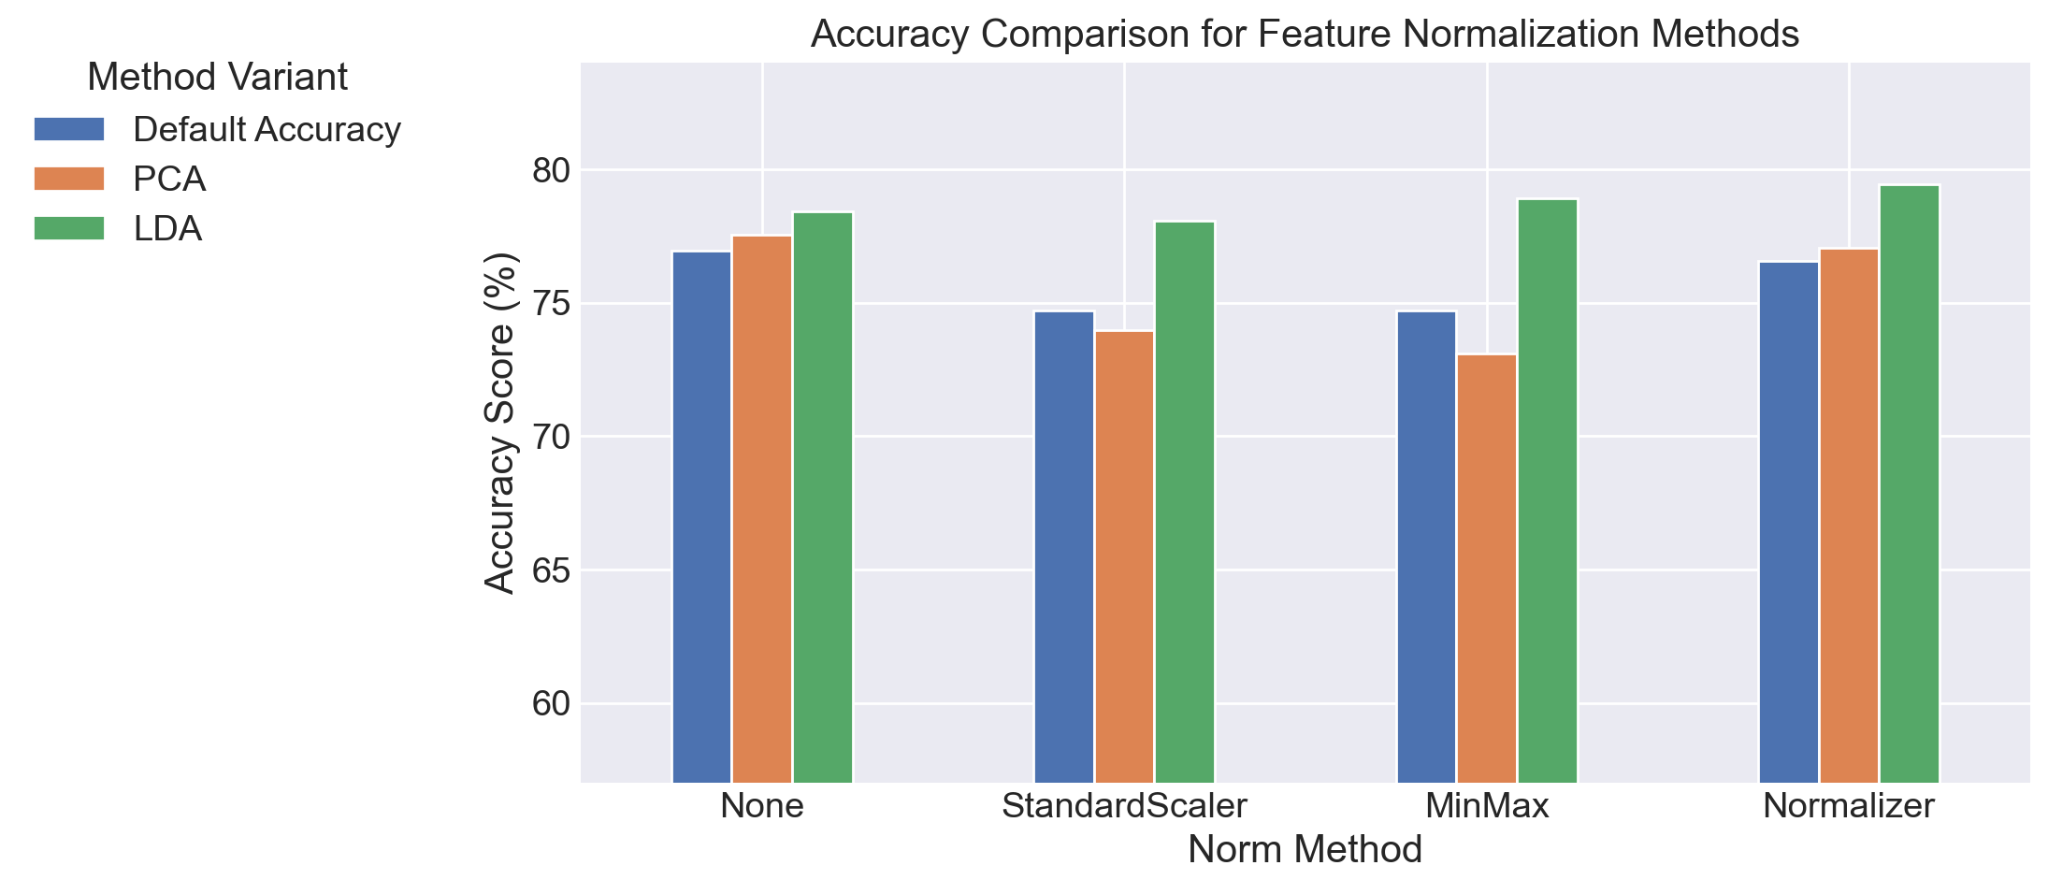 Accuracy Comparison for Feature Normalization Methods
Method Variant
Default Accuracy
PCA
LDA
Accuracy Score (%)
80
75
70
65
60
None
StandardScaler
MinMax
Normalizer
Norm Method